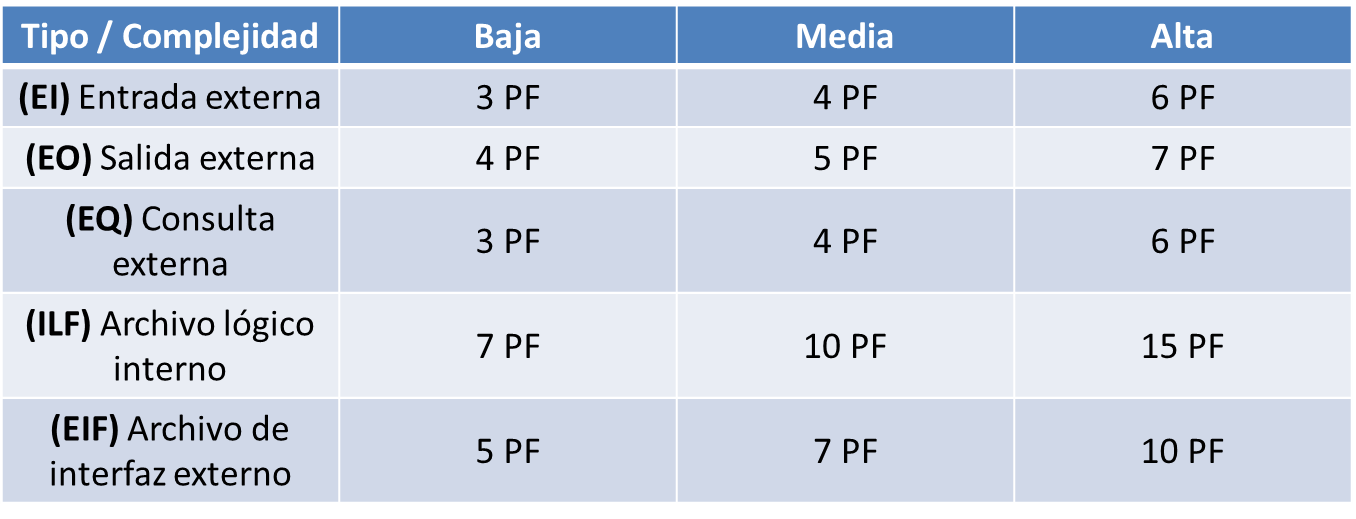 Tipo / Complejidad Baja Media Alta
(EI) Entrada externa 3 PF 4 PF 6 PF
(EO) Salida externa 4 PF 5 PF 7 PF
(EQ) Consulta
externa 3 PF 4 PF 6 PF
(ILF) Archivo lógico
interno 7 PF 10 PF 15 PF
(EIF) Archivo de
interfaz externo 5 PF 7 PF 10 PF